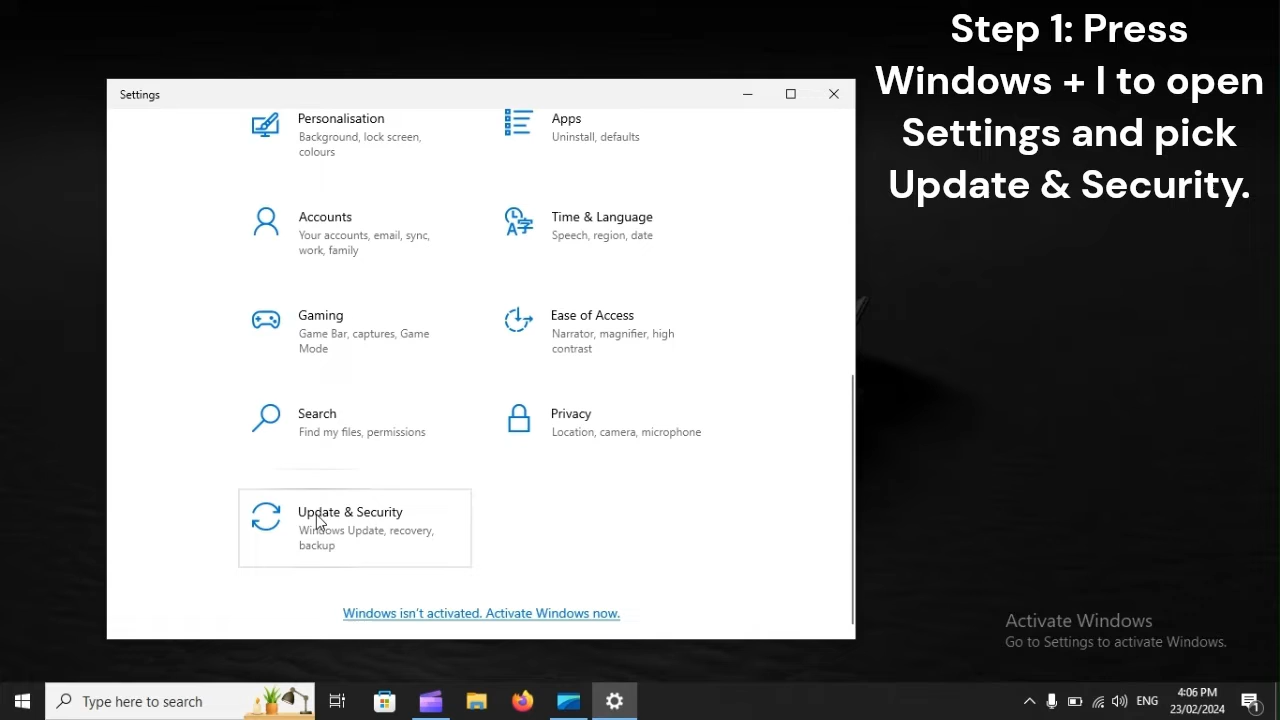 Step 1: Press
Windows + I to open
Settings and pick
Update & Security.
Settings
Personalisation
Background, lock screen,
colours
Apps
Uninstall, defaults
Accounts
Your accounts, email, sync,
work, family
Time & Language
Speech, region, date
Gaming
Game Bar, captures, Game
Mode
Ease of Access
Narrator, magnifier, high
contrast
Search
Find my files, permissions
Privacy
Location, camera, microphone
Update & Security
Windows Update, recovery,
backup
Windows isn't activated. Activate Windows now.
Activate Windows
Go to Settings to activate Windows.
Type here to search
ENG
4:06 PM
23/02/2024
1